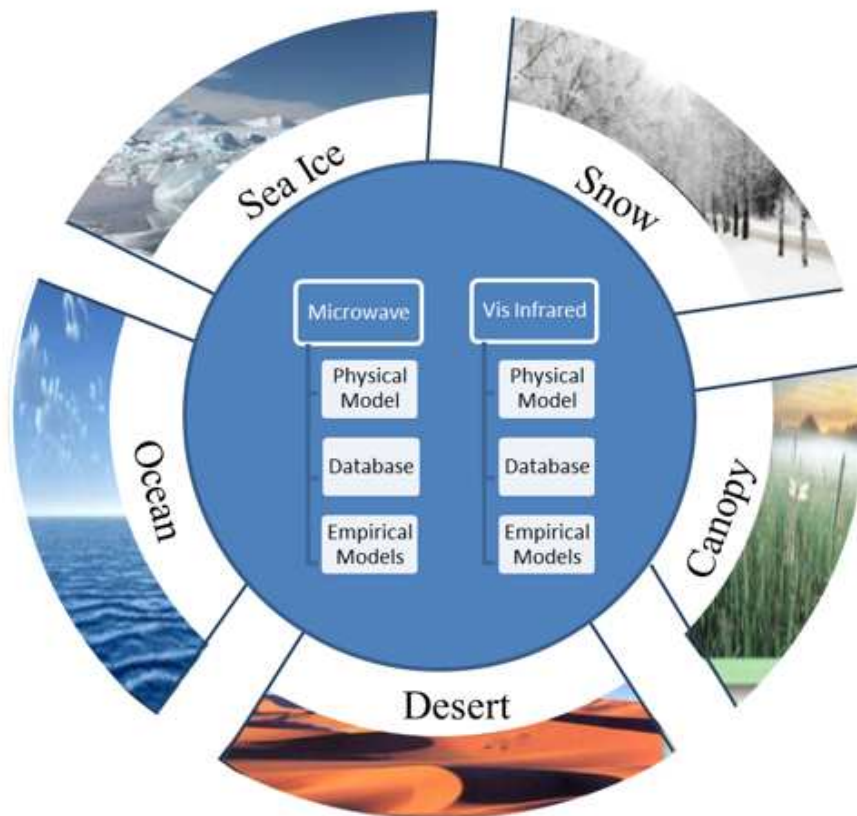 Sea Ice
Snow
Microwave
Physical
Model
Database
Empirical
Models
Vis Infrared
Physical
Model
Database
Empirical
Models
Ocean
Canopy
Desert